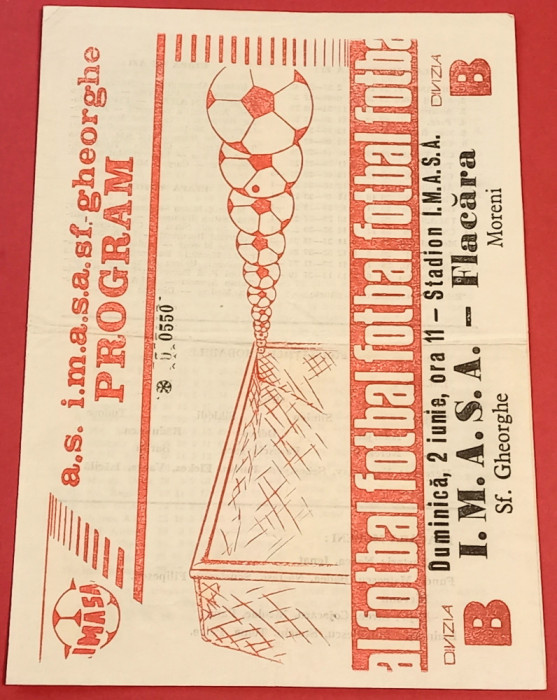 IMASA
a.s. i.m.a.s.a. sf.-gheorghe
PROGRAM
0550
al fotbal fotbal fotbal fotbal fotba
Duminică, 2 iunie, ora 11 – Stadion I.M.A.S.A.
DIVIZIA
B
I. M. A. S. A. – Flacăra
Sf. Gheorghe
Moreni
DIVIZIA
B